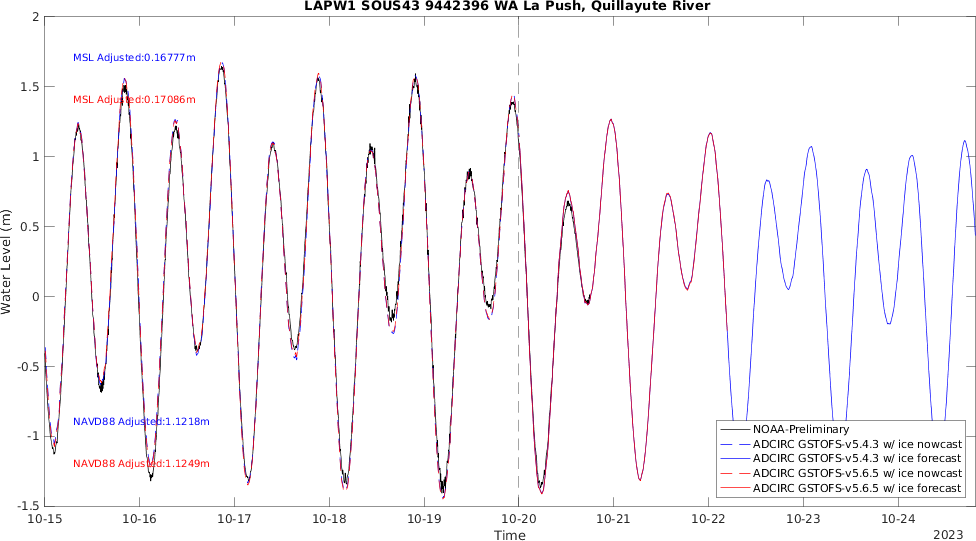 LAPW1 SOUS43 9442396 WA La Push, Quillayute River
2
1.5
1
0.5
0
-0.5
-1
-1.5
Water Level (m)
MSL Adjusted:0.16777m
MSL Adjusted:0.17086m
NAVD88 Adjusted:1.1218m
NAVD88 Adjusted:1.1249m
NOAA-Preliminary
ADCIRC GSTOFS-v5.4.3 w/ ice nowcast
ADCIRC GSTOFS-v5.4.3 w/ ice forecast
ADCIRC GSTOFS-v5.6.5 w/ ice nowcast
ADCIRC GSTOFS-v5.6.5 w/ ice forecast
10-15 10-16 10-17 10-18 10-19 10-20 10-21 10-22 10-23 10-24
Time
2023